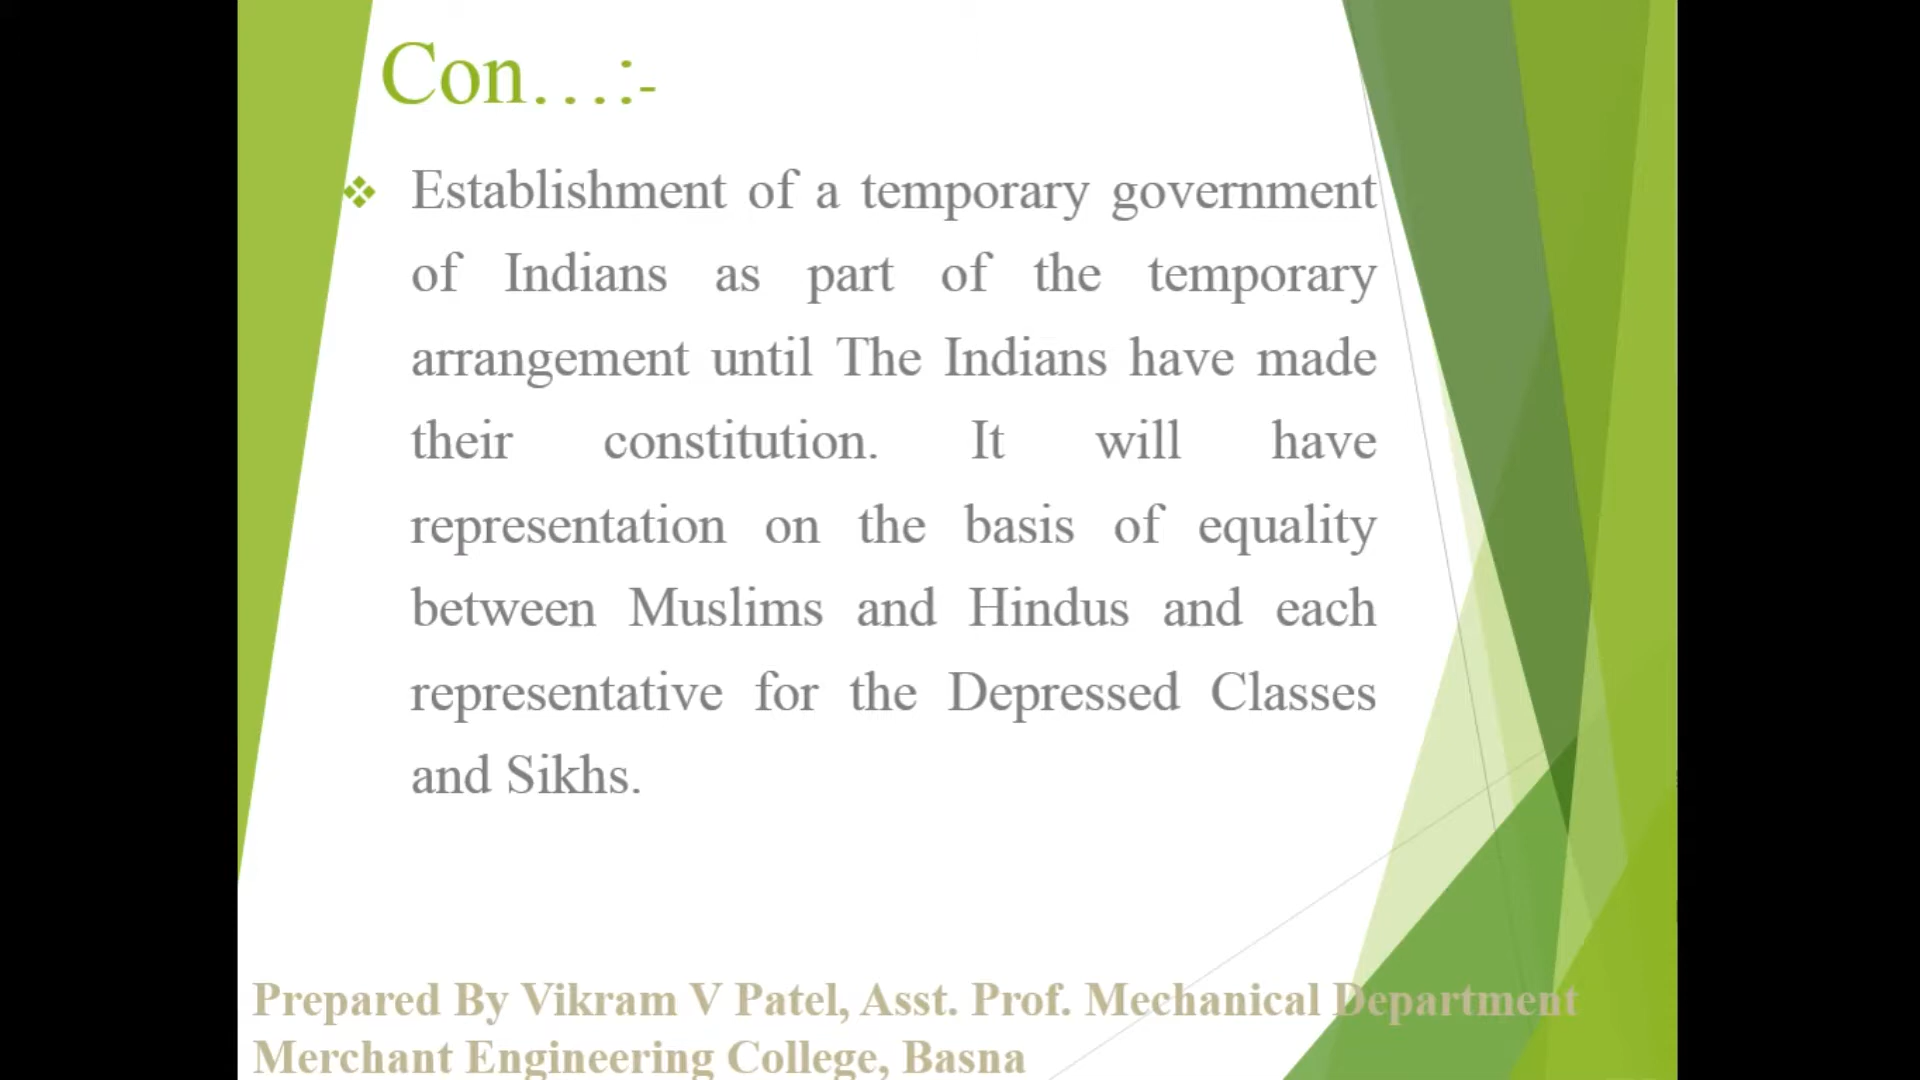 Con…:-
Establishment of a temporary government
of Indians as part of the temporary
arrangement until The Indians have made
their constitution. It will have
representation on the basis of equality
between Muslims and Hindus and each
representative for the Depressed Classes
and Sikhs.
Prepared By Vikram V Patel, Asst. Prof. Mechanical Department
Merchant Engineering College, Basna